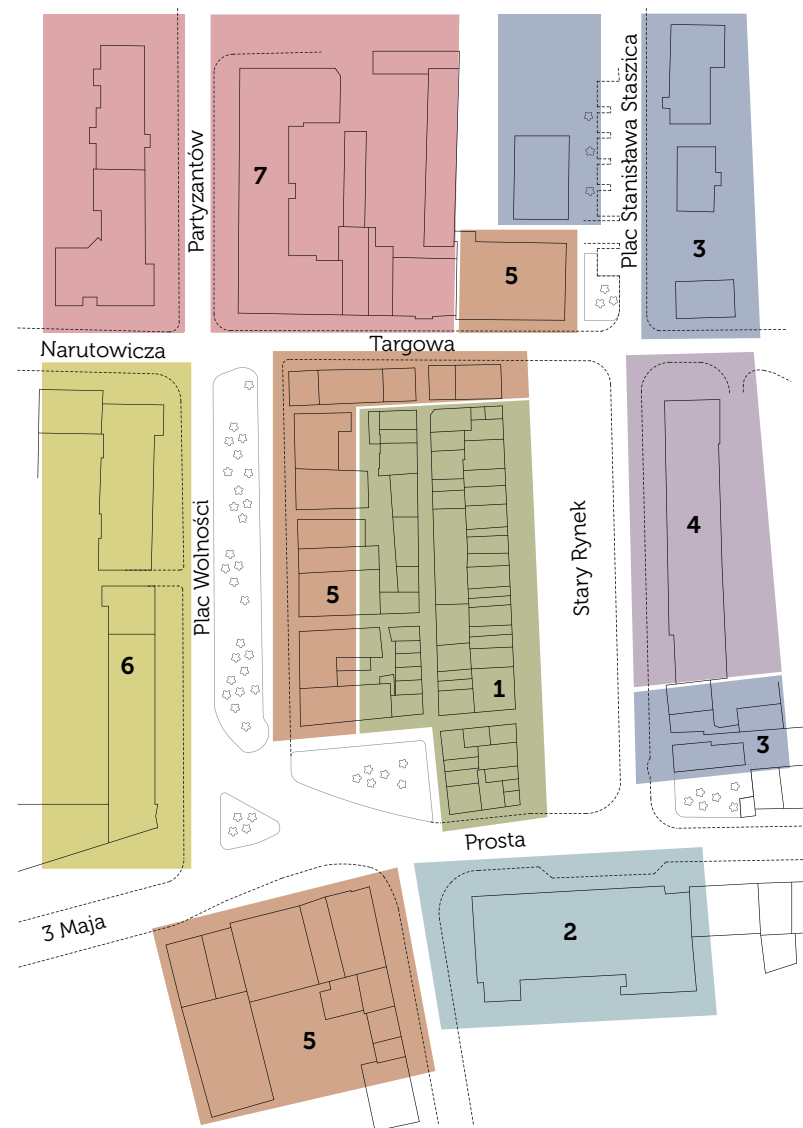 Partyzantów
7
Plac Stanisława Staszica
3
5
Narutowicza
Targowa
Plac Wolności
5
Stary Rynek
4
6
1
3
Prosta
3 Maja
2
5